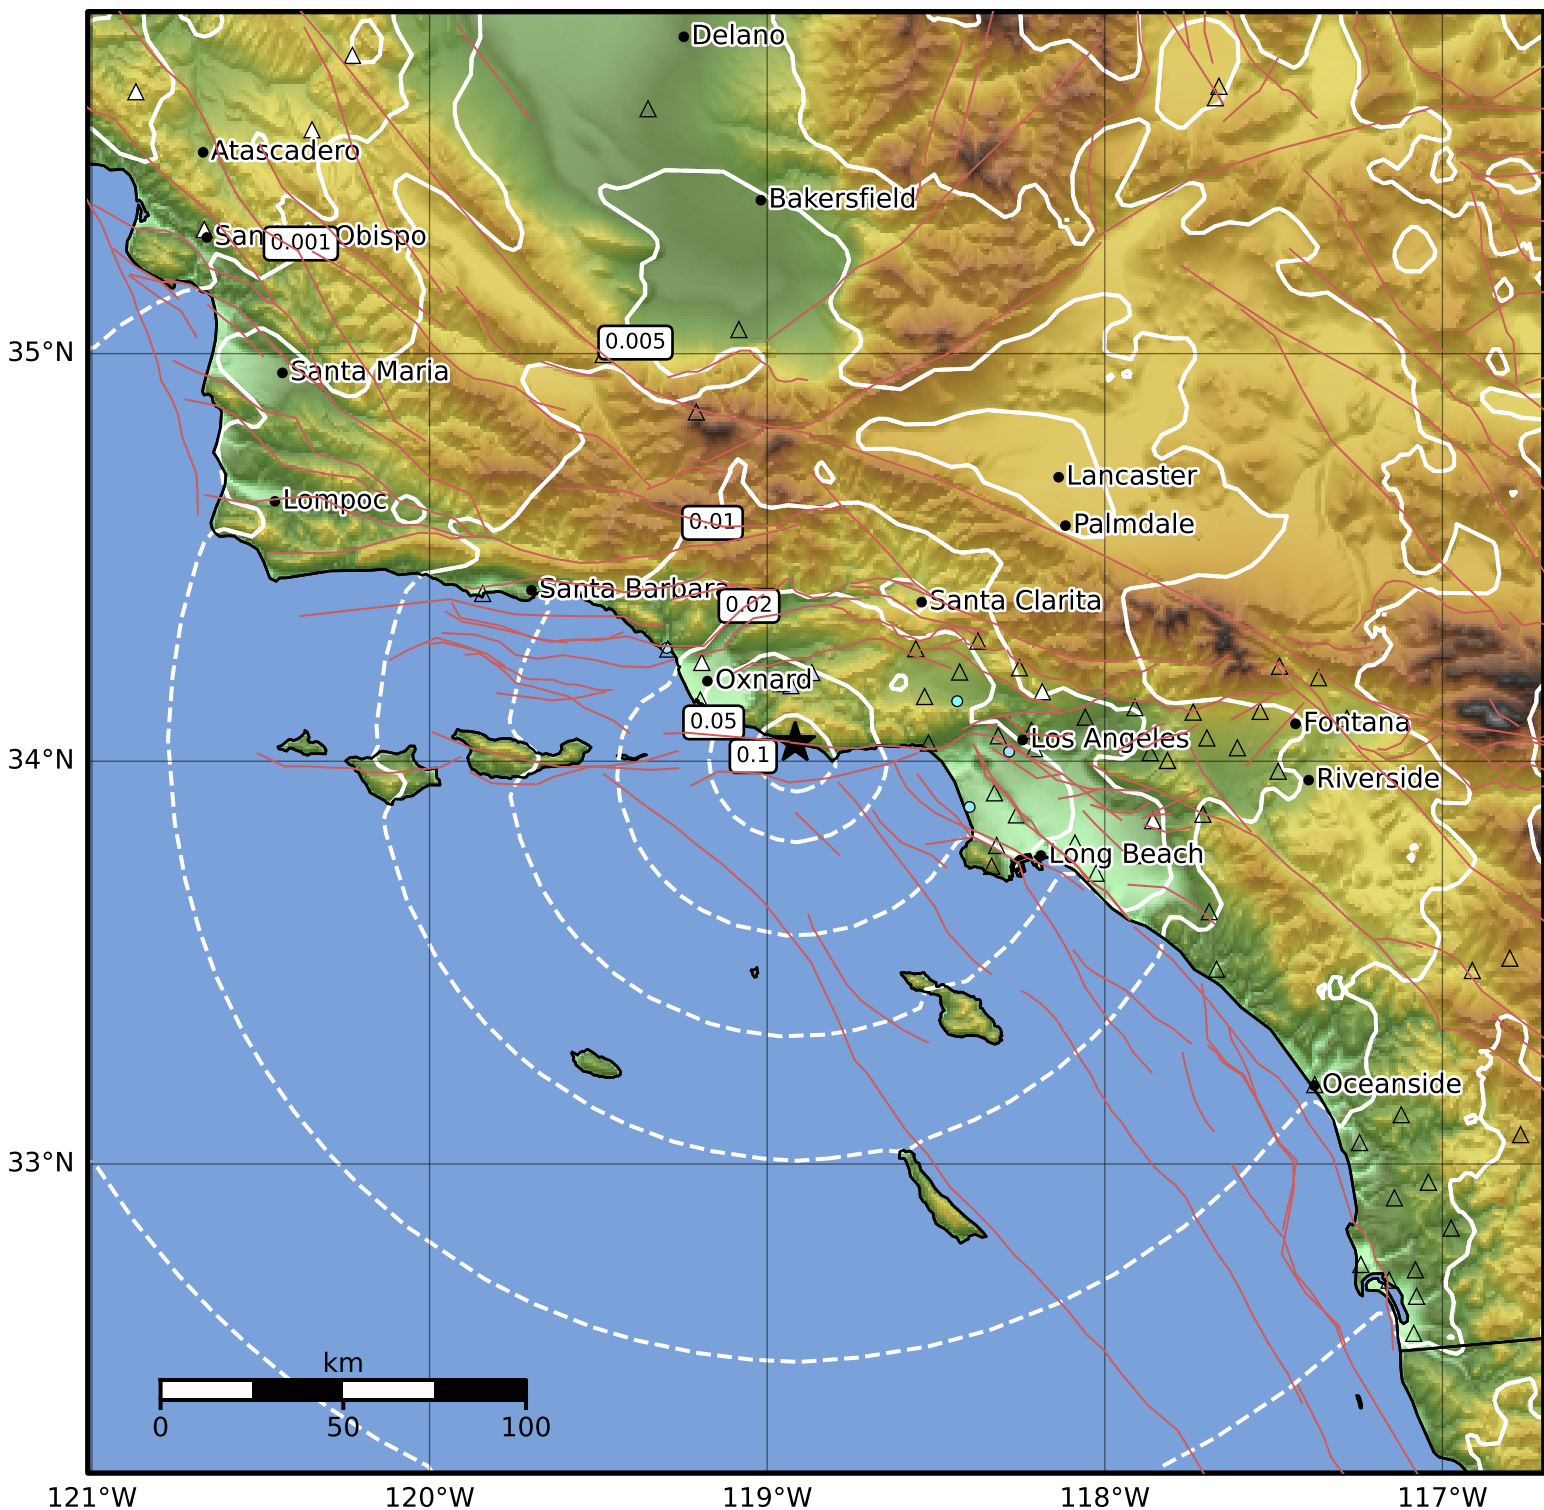 Delano
Atascadero
Bakersfield
San Obispo
0.001
0.005
35°N
Santa Maria
Lancaster
Lompoc
0.01
Palmdale
Santa Barbara
0.02
Santa Clarita
Oxnard
0.05
Fontana
Los Angeles
0.1
34°N
Riverside
Long Beach
Oceanside
33°N
km
0 50 100
121°W 120°W 119°W 118°W 117°W